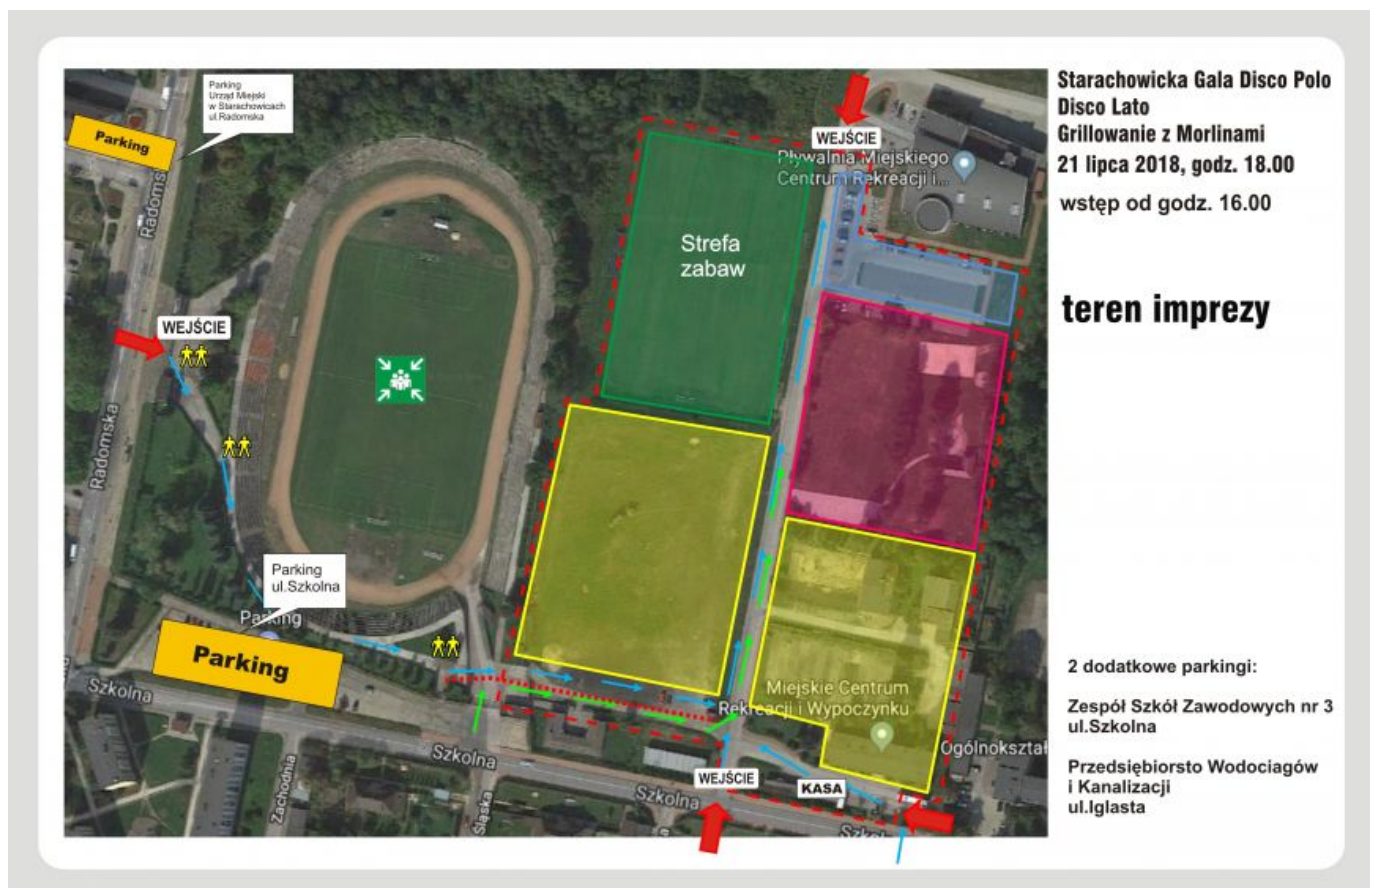 Starachowicka Gala Disco Polo
Disco Lato
Grillowanie z Morlinami
21 lipca 2018, godz. 18.00
wstęp od godz. 16.00
teren imprezy
2 dodatkowe parkingi:
Zespół Szkół Zawodowych nr 3
ul.Szkolna
Przedsiębiorsto Wodociagów
i Kanalizacji
ul.Iglasta
Parking
Urząd Miejski
w Starachowicach
ul.Radomska
Parking
Radomska
WEJŚCIE
Pływalnia Miejskiego
Centrum Rekreacji i...
Strefa
zabaw
WEJŚCIE
Radomska
Parking
ul.Szkolna
Parking
Parking
Szkolna
Szkolna
Zachodnia
Śląska
Miejskie Centrum
Rekreacji i Wypoczynku
Ogólnokształ
WEJŚCIE
KASA
Szkolna
Szkolna